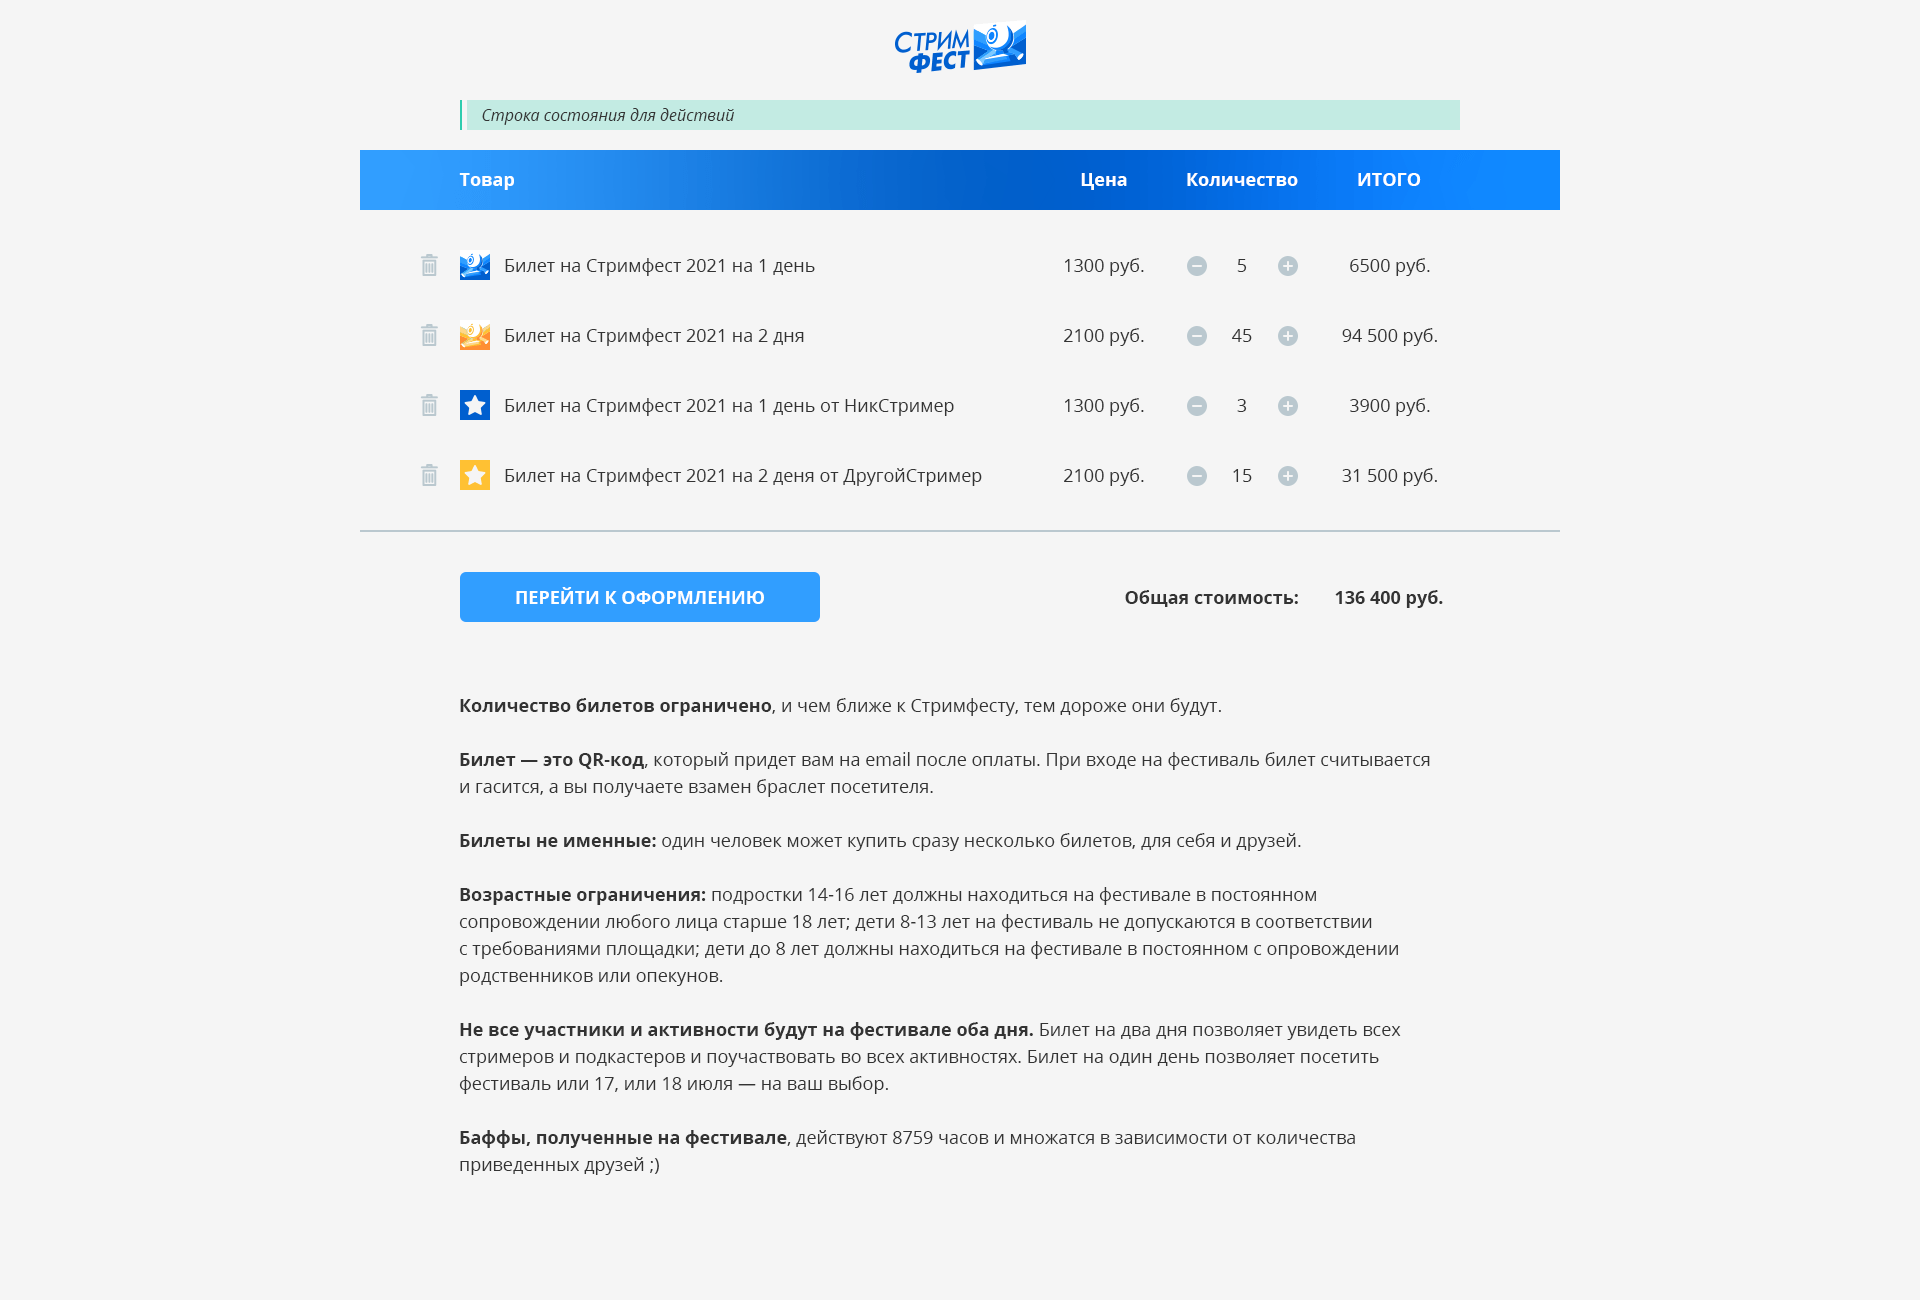 СТРИМ
ФЕСТ
Строка состояния для действий
Товар Цена Количество ИТОГО
Билет на Стримфест 2021 на 1 день 1300 руб. 5 6500 руб.
Билет на Стримфест 2021 на 2 дня 2100 руб. 45 94 500 руб.
Билет на Стримфест 2021 на 1 день от НикСтример 1300 руб. 3 3900 руб.
Билет на Стримфест 2021 на 2 деня от ДругойСтример 2100 руб. 15 31 500 руб.
ПЕРЕЙТИ К ОФОРМЛЕНИЮ Общая стоимость: 136 400 руб.
Количество билетов ограничено, и чем ближе к Стримфесту, тем дороже они будут.
Билет — это QR-код, который придет вам на email после оплаты. При входе на фестиваль билет считывается
и гасится, а вы получаете взамен браслет посетителя.
Билеты не именные: один человек может купить сразу несколько билетов, для себя и друзей.
Возрастные ограничения: подростки 14-16 лет должны находиться на фестивале в постоянном
сопровождении любого лица старше 18 лет; дети 8-13 лет на фестиваль не допускаются в соответствии
с требованиями площадки; дети до 8 лет должны находиться на фестивале в постоянном с опровождении
родственников или опекунов.
Не все участники и активности будут на фестивале оба дня. Билет на два дня позволяет увидеть всех
стримеров и подкастеров и поучаствовать во всех активностях. Билет на один день позволяет посетить
фестиваль или 17, или 18 июля — на ваш выбор.
Баффы, полученные на фестивале, действуют 8759 часов и множатся в зависимости от количества
приведенных друзей ;)